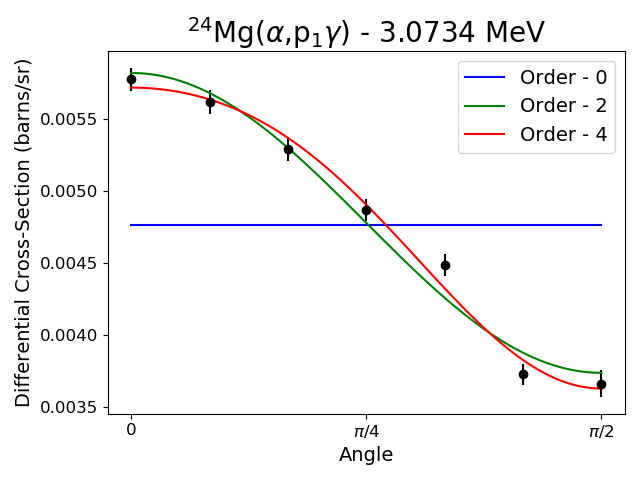 ²⁴Mg(α,p₁γ) - 3.0734 MeV
Differential Cross-Section (barns/sr)
0.0055
0.0050
0.0045
0.0040
0.0035
Order - 0
Order - 2
Order - 4
0
π/4
π/2
Angle